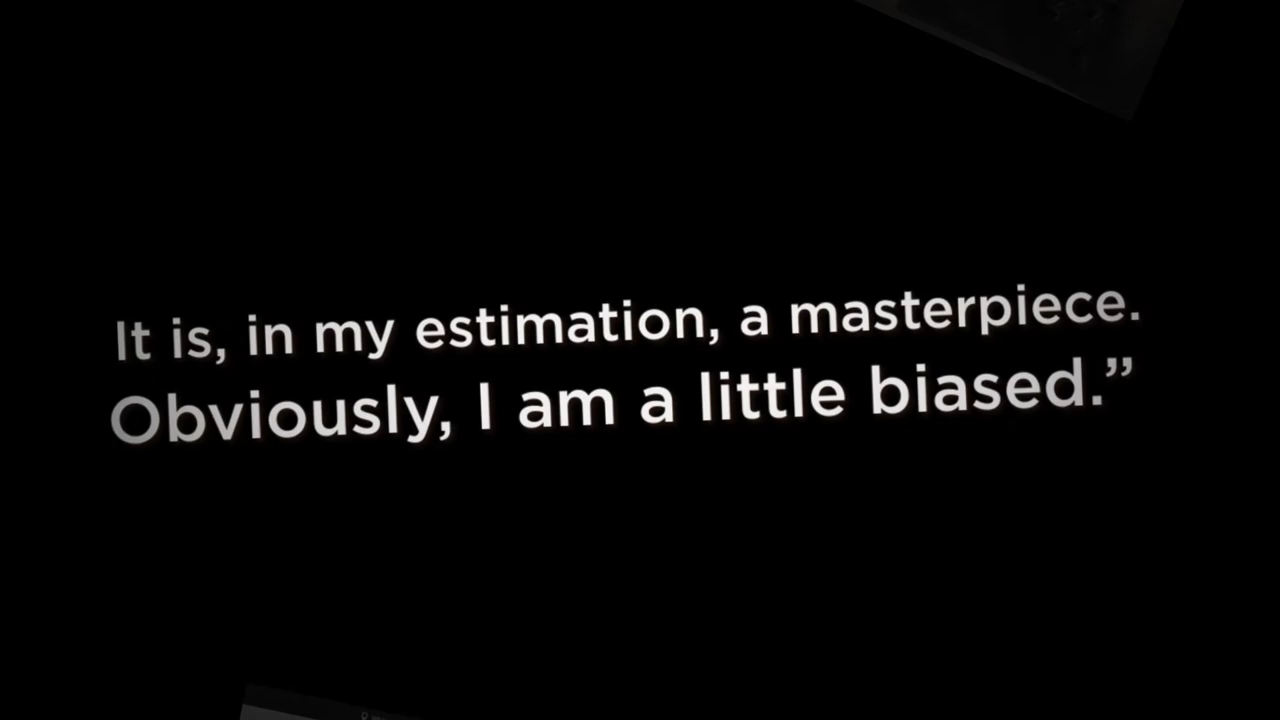 It is, in my estimation, a masterpiece.
Obviously, I am a little biased.”